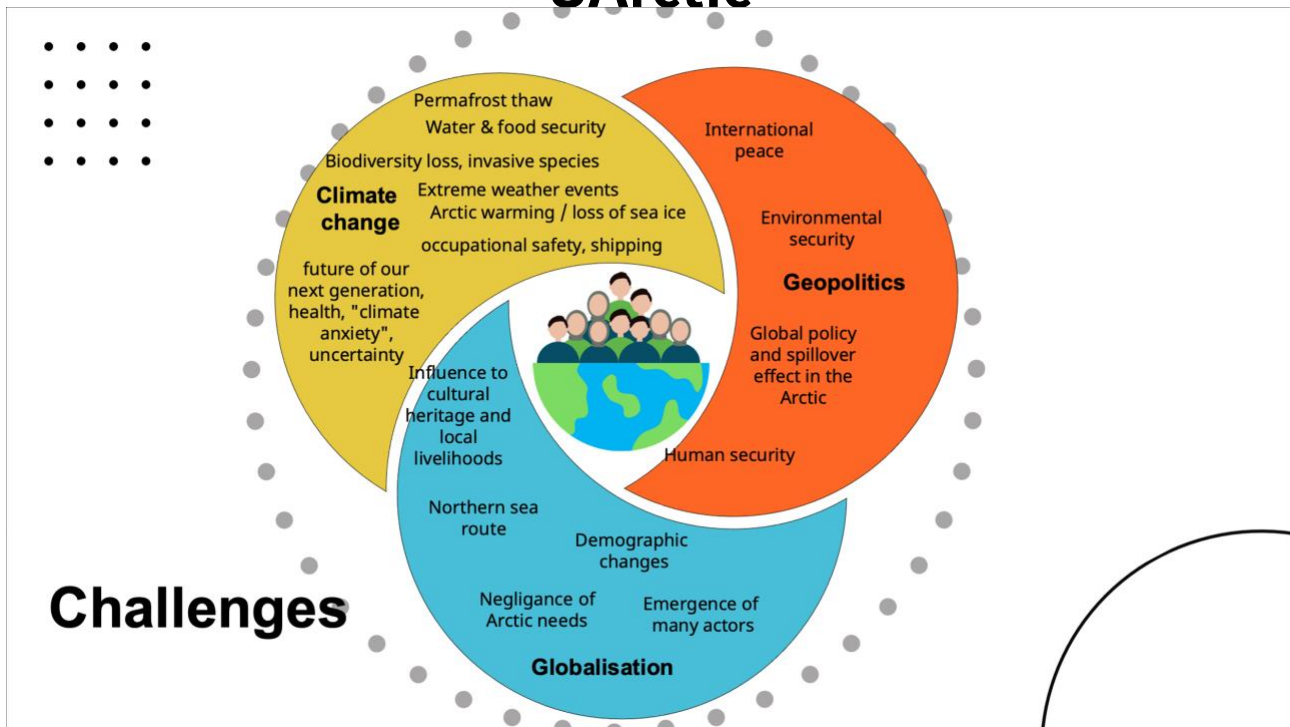 Permafrost thaw
Water & food security
Biodiversity loss, invasive species
Climate
change
Extreme weather events
Arctic warming / loss of sea ice
occupational safety, shipping
future of our
next generation,
health, "climate
anxiety",
uncertainty
International
peace
Environmental
security
Geopolitics
Global policy
and spillover
effect in the
Arctic
Human security
Influence to
cultural
heritage and
local
livelihoods
Northern sea
route
Demographic
changes
Negligance of
Arctic needs
Emergence of
many actors
Globalisation
Challenges